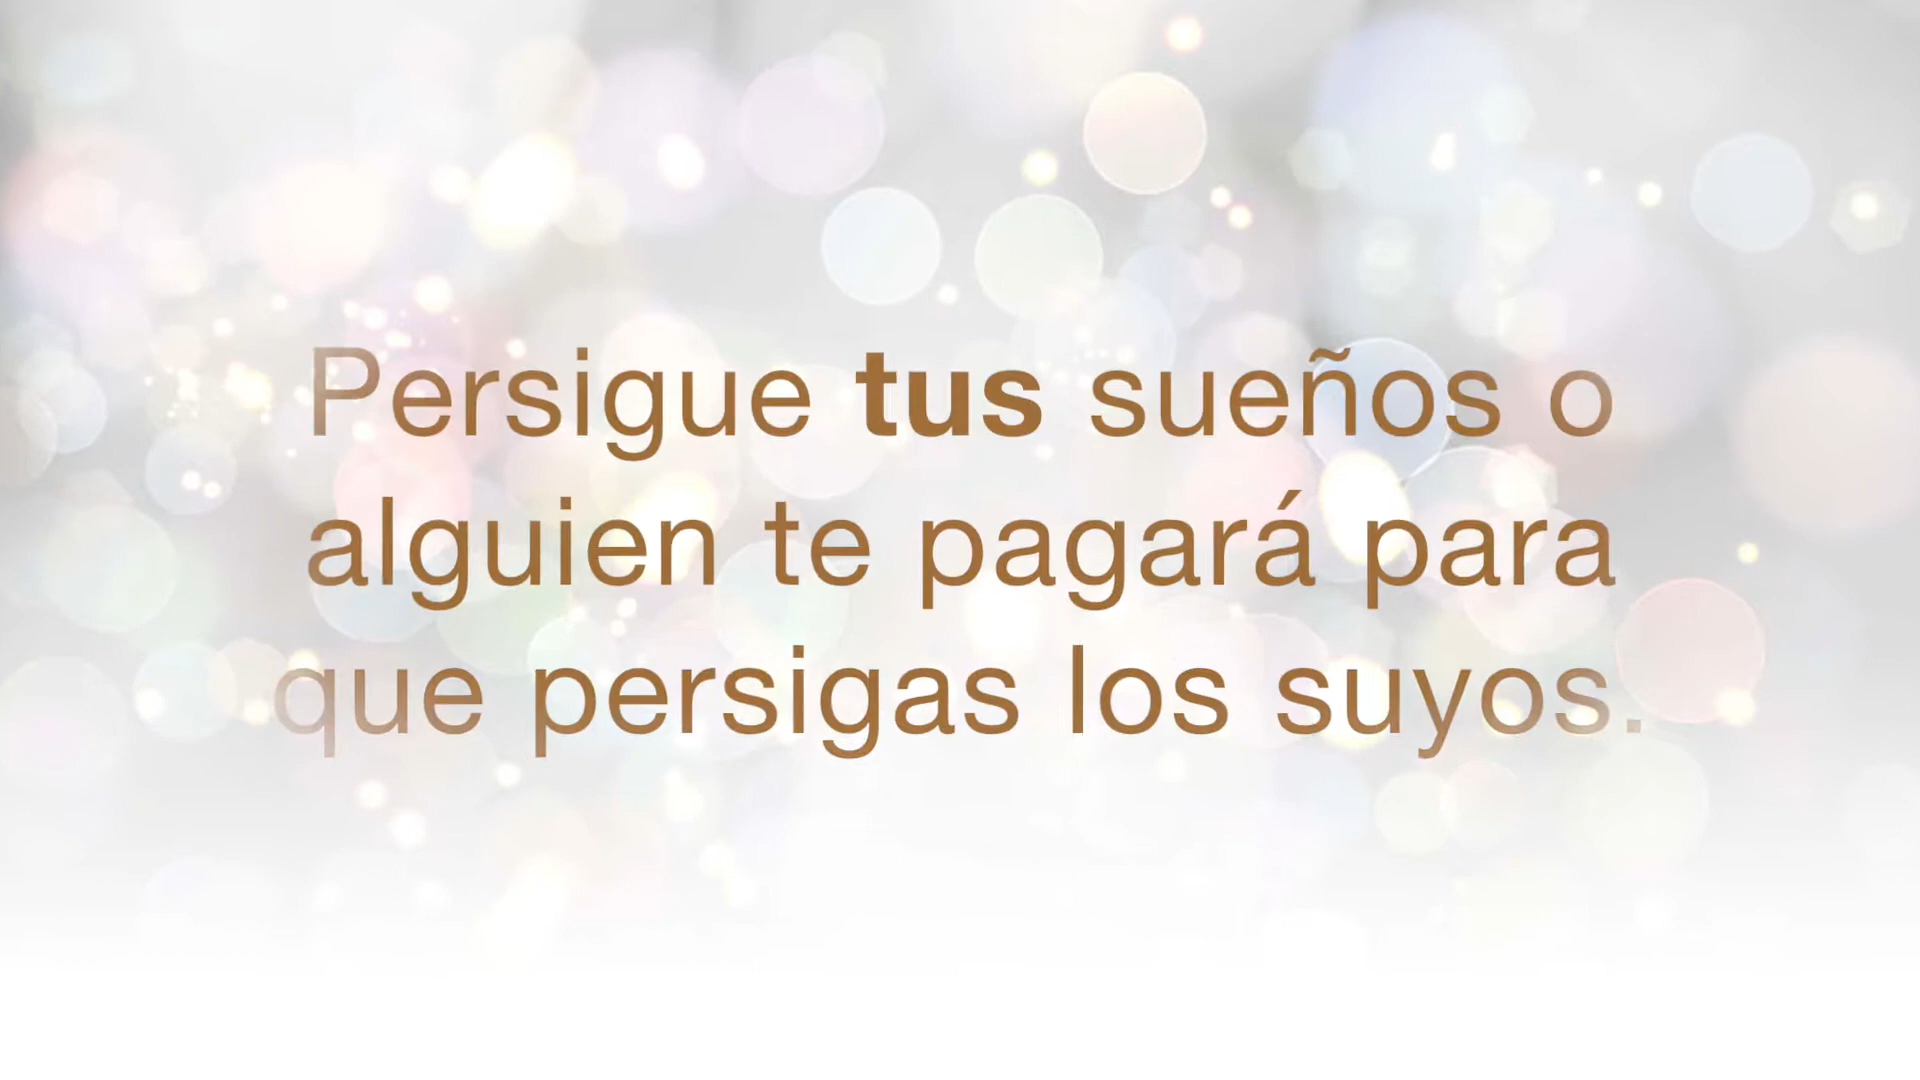 Persigue tus sueños o
alguien te pagará para
que persigas los suyos.